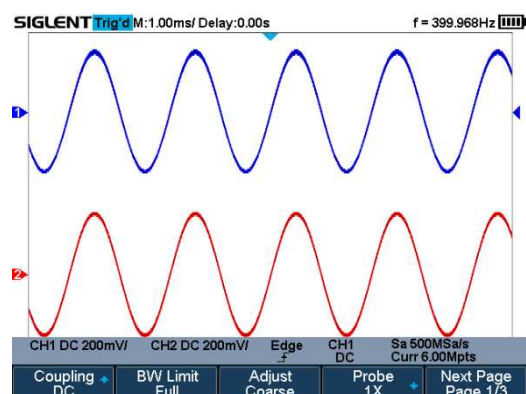 SIGLENT Trig'd M:1.00ms/ Delay:0.00s f = 399.968Hz
1
2
CH1 DC 200mV/ CH2 DC 200mV/ Edge CH1 Sa 500MSa/s
DC Curr 6.00Mpts
Coupling BW Limit Adjust Probe Next Page
DC Full Coarse 1X Page 1/3